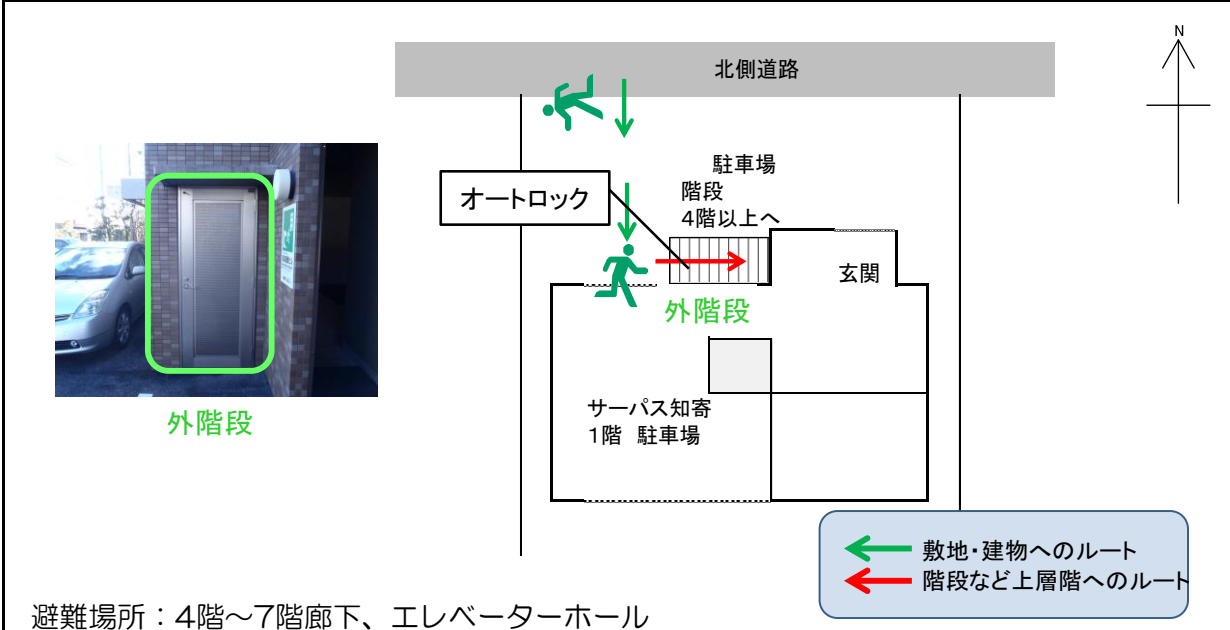 N
北側道路
駐車場
階段
4階以上へ
オートロック
玄関
外階段
外階段
サーパス知寄
1階 駐車場
敷地・建物へのルート
階段など上層階へのルート
避難場所：4階～7階廊下、エレベーターホール